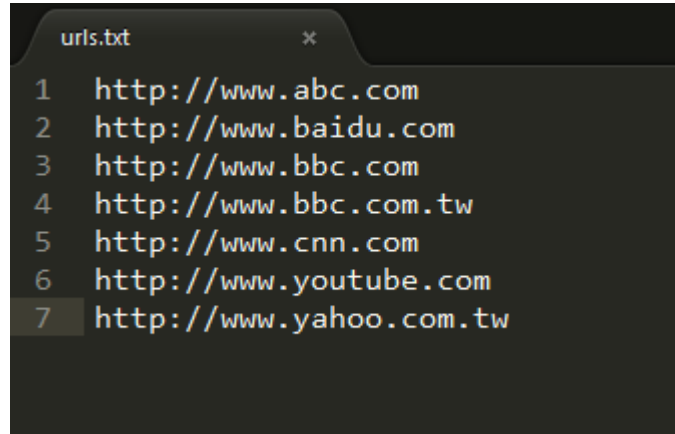 urls.txt ×
1 http://www.abc.com
2 http://www.baidu.com
3 http://www.bbc.com
4 http://www.bbc.com.tw
5 http://www.cnn.com
6 http://www.youtube.com
7 http://www.yahoo.com.tw